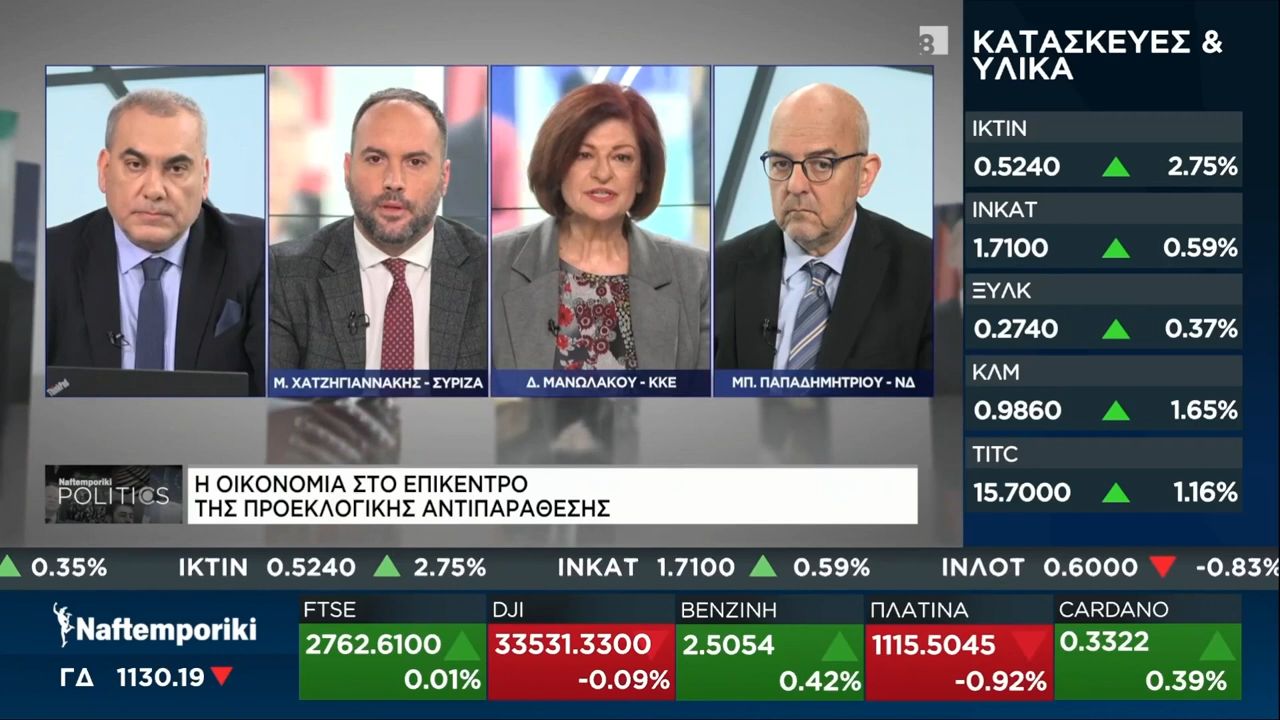 8
ΚΑΤΑΣΚΕΥΕΣ &
ΥΛΙΚΑ
ΙΚΤΙΝ
0.5240 2.75%
ΙΝΚΑΤ
1.7100 0.59%
ΞΥΛΚ
0.2740 0.37%
ΚΛΜ
0.9860 1.65%
TITC
15.7000 1.16%
Μ. ΧΑΤΖΗΓΙΑΝΝΑΚΗΣ - ΣΥΡΙΖΑ
Δ. ΜΑΝΩΛΑΚΟΥ - ΚΚΕ
ΜΠ. ΠΑΠΑΔΗΜΗΤΡΙΟΥ - ΝΔ
Naftemporiki
POLITICS
Η ΟΙΚΟΝΟΜΙΑ ΣΤΟ ΕΠΙΚΕΝΤΡΟ
ΤΗΣ ΠΡΟΕΚΛΟΓΙΚΗΣ ΑΝΤΙΠΑΡΑΘΕΣΗΣ
0.35% ΙΚΤΙΝ 0.5240 2.75% ΙΝΚΑΤ 1.7100 0.59% ΙΝΛΟΤ 0.6000 -0.83%
Naftemporiki
ΓΔ 1130.19
FTSE
2762.6100
0.01%
DJI
33531.3300
-0.09%
ΒΕΝΖΙΝΗ
2.5054
0.42%
ΠΛΑΤΙΝΑ
1115.5045
-0.92%
CARDANO
0.3322
0.39%